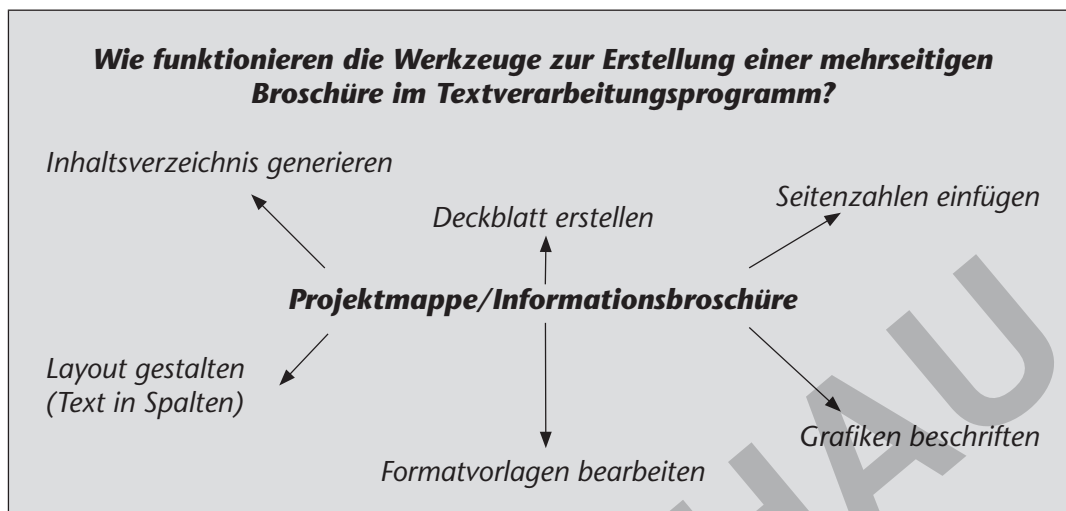 Wie funktionieren die Werkzeuge zur Erstellung einer mehrseitigen
Broschüre im Textverarbeitungsprogramm?
Inhaltsverzeichnis generieren
Deckblatt erstellen
Seitenzahlen einfügen
Projektmappe/Informationsbroschüre
Layout gestalten
(Text in Spalten)
Grafiken beschriften
Formatvorlagen bearbeiten
HAU